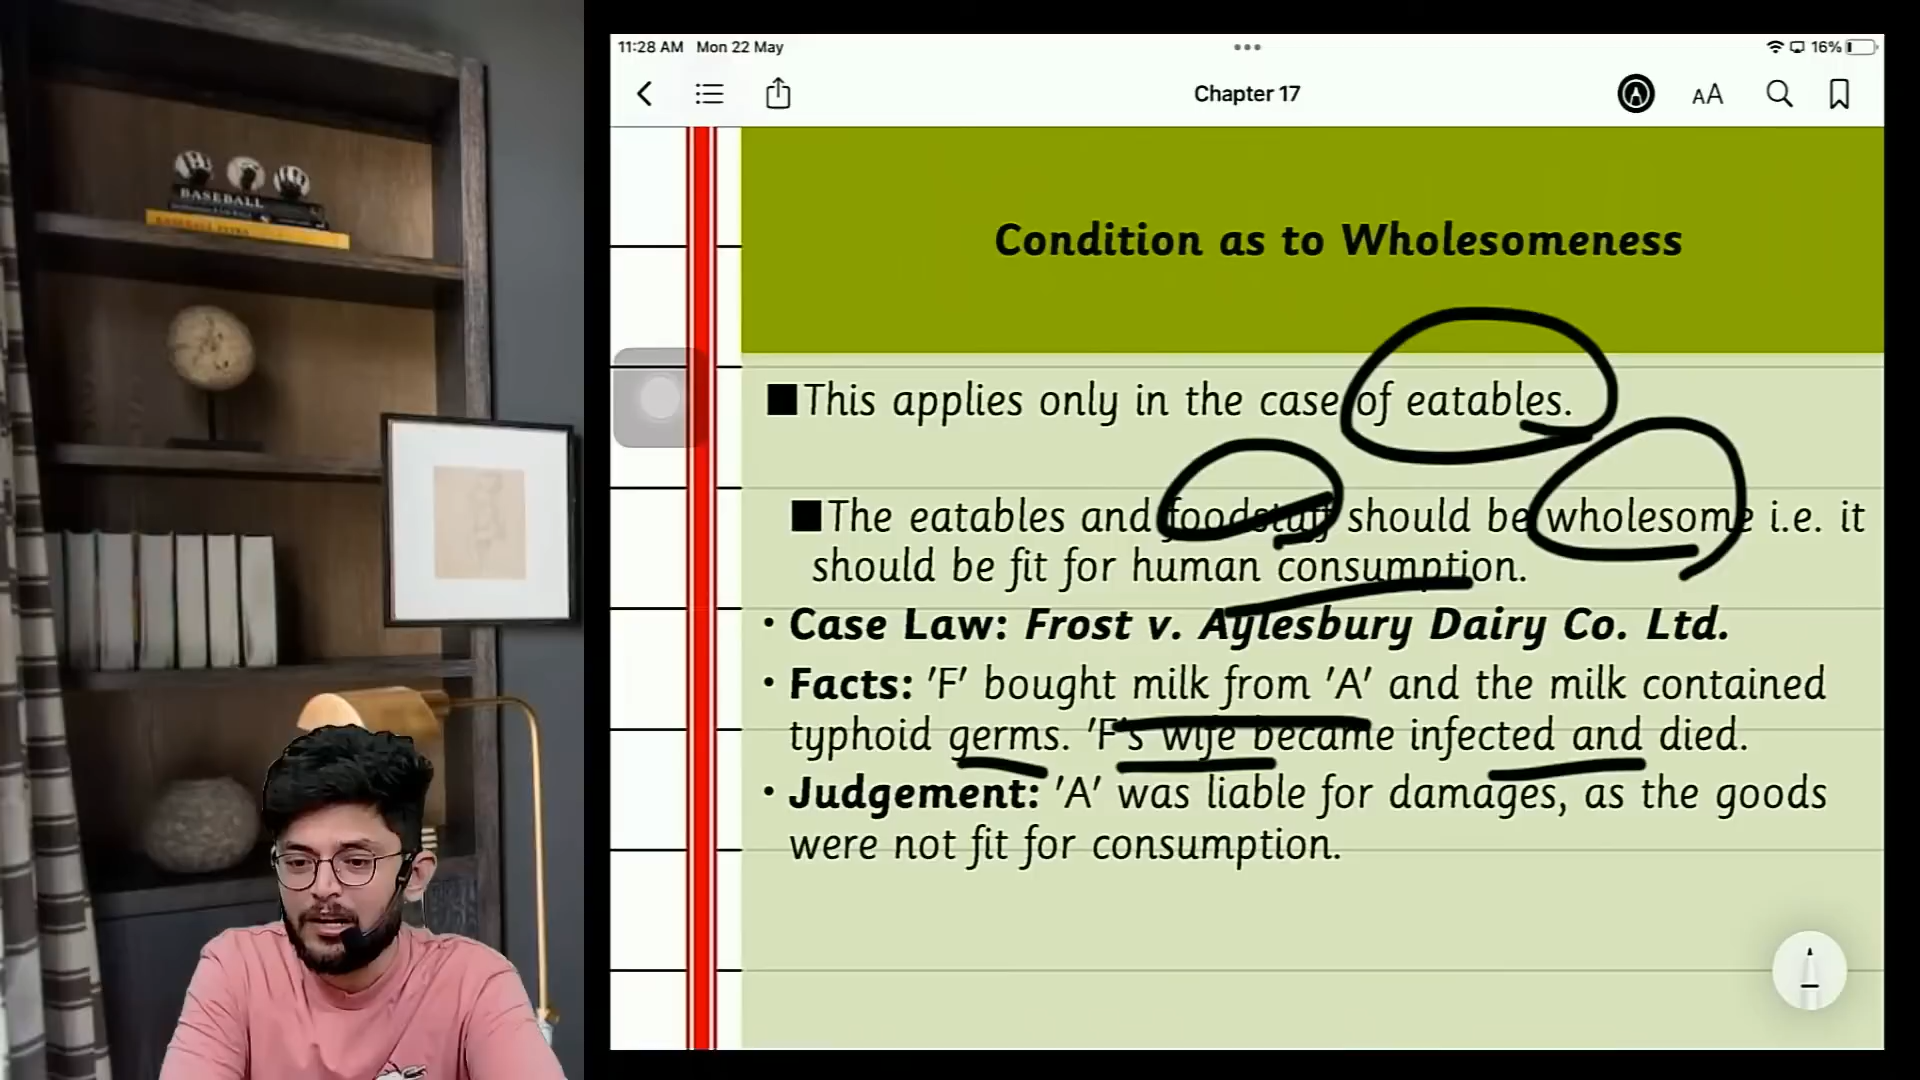 11:28 AM Mon 22 May
16%
Chapter 17
AA
BASEBALL
Condition as to Wholesomeness
■This applies only in the case of eatables.
■The eatables and foodstuff should be wholesome i.e. it
should be fit for human consumption.
• Case Law: Frost v. Aylesbury Dairy Co. Ltd.
• Facts: 'F' bought milk from 'A' and the milk contained
typhoid germs. 'F's wife became infected and died.
• Judgement: 'A' was liable for damages, as the goods
were not fit for consumption.